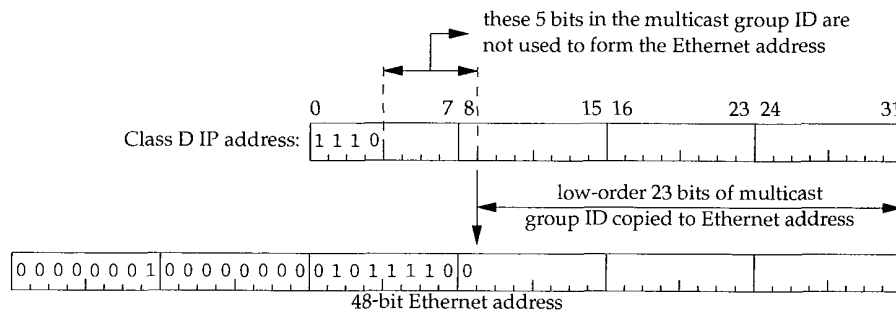 these 5 bits in the multicast group ID are
not used to form the Ethernet address
0 7 8 15 16 23 24 31
Class D IP address: 1 1 1 0
low-order 23 bits of multicast
group ID copied to Ethernet address
0 0 0 0 0 0 0 1 0 0 0 0 0 0 0 0 0 1 0 1 1 1 1 0 0
48-bit Ethernet address